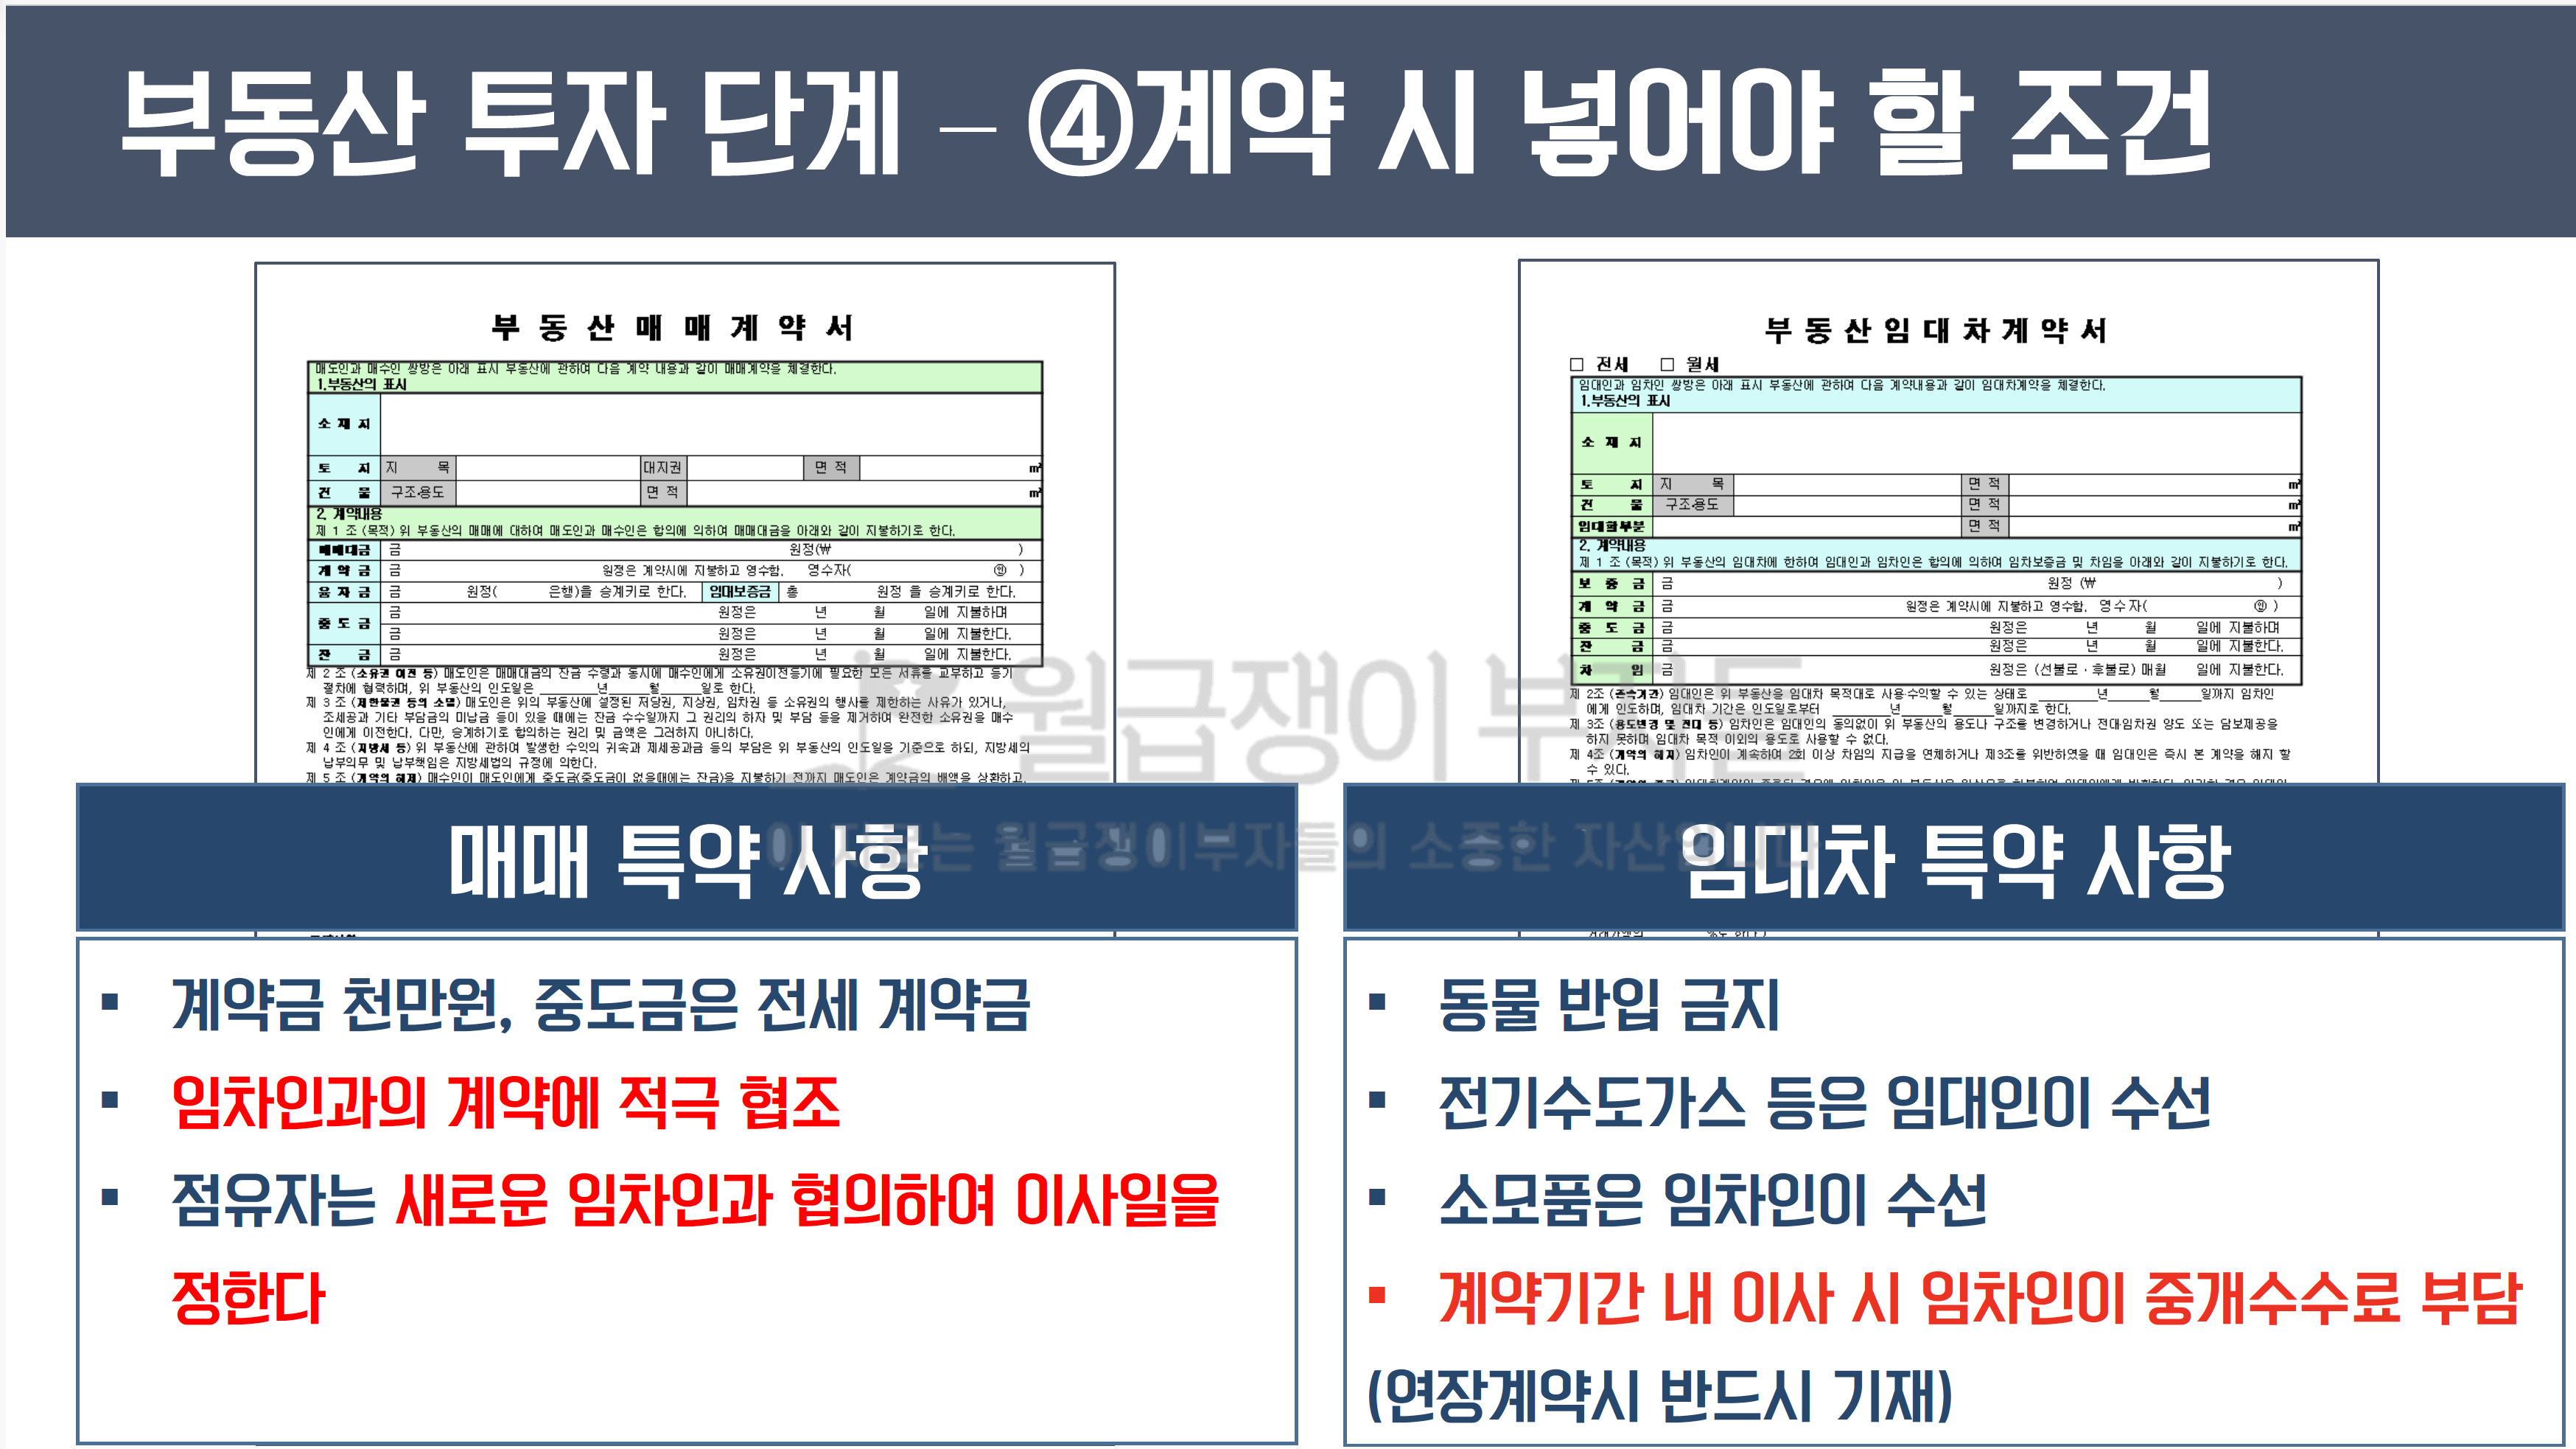 부동산 투자 단계 – ④계약 시 넣어야 할 조건
부 동 산 매 매 계 약 서
매도인과 매수인 쌍방은 아래 표시 부동산에 관하여 다음 계약 내용과 같이 매매계약을 체결한다.
1.부동산의 표시
소 재 지
토 지 지 목 대지권 면 적 ㎡
건 물 구조·용도 면 적 ㎡
2. 계약내용
제 1 조 (목적) 위 부동산의 매매에 대하여 매도인과 매수인은 합의에 의하여 매매대금을 아래와 같이 지불하기로 한다.
매매대금 금 원정(₩ )
계 약 금 금 원정은 계약시에 지불하고 영수함. 영수자( ㊞ )
융 자 금 금 원정( 은행)을 승계키로 한다. 임대보증금 총 원정 을 승계키로 한다.
중 도 금 금 원정은 년 월 일에 지불하며
금 원정은 년 월 일에 지불한다.
잔 금 금 원정은 년 월 일에 지불한다.
제 2 조 (소유권 이전 등) 매도인은 매매대금의 잔금 수령과 동시에 매수인에게 소유권이전등기에 필요한 모든 서류를 교부하고 등기
절차에 협력하며, 위 부동산의 인도일은 ______년______월______일로 한다.
제 3 조 (제한물권 등의 소멸) 매도인은 위의 부동산에 설정된 저당권, 지상권, 임차권 등 소유권의 행사를 제한하는 사유가 있거나,
조세공과 기타 부담금의 미납금 등이 있을 때에는 잔금 수수일까지 그 권리의 하자 및 부담 등을 제거하여 완전한 소유권을 매수
인에게 이전한다. 다만, 승계하기로 합의하는 권리 및 금액은 그러하지 아니하다.
제 4 조 (지방세 등) 위 부동산에 관하여 발생한 수익의 귀속과 제세공과금 등의 부담은 위 부동산의 인도일을 기준으로 하되, 지방세의
납부의무 및 납부책임은 지방세법의 규정에 의한다.
제 5 조 (계약의 해제) 매수인이 매도인에게 중도금(중도금이 없을때에는 잔금)을 지불하기 전까지 매도인은 계약금의 배액을 상환하고,
부 동 산 임 대 차 계 약 서
□ 전세 □ 월세
임대인과 임차인 쌍방은 아래 표시 부동산에 관하여 다음 계약내용과 같이 임대차계약을 체결한다.
1.부동산의 표시
소 재 지
토 지 지 목 면 적 ㎡
건 물 구조·용도 면 적 ㎡
임대할부분 면 적 ㎡
2. 계약내용
제 1 조 (목적) 위 부동산의 임대차에 한하여 임대인과 임차인은 합의에 의하여 임차보증금 및 차임을 아래와 같이 지불하기로 한다.
보 증 금 금 원정 (₩ )
계 약 금 금 원정은 계약시에 지불하고 영수함. 영수자( ㊞ )
중 도 금 금 원정은 년 월 일에 지불하며
잔 금 금 원정은 년 월 일에 지불한다.
차 임 금 원정은 (선불로·후불로) 매월 일에 지불한다.
제 2조 (존속기간) 임대인은 위 부동산을 임대차 목적대로 사용·수익할 수 있는 상태로 ______년______월______일까지 임차인
에게 인도하며, 임대차 기간은 인도일로부터 ______년______월______일까지로 한다.
제 3조 (용도변경 및 전대 등) 임차인은 임대인의 동의없이 위 부동산의 용도나 구조를 변경하거나 전대·임차권 양도 또는 담보제공을
하지 못하며 임대차 목적 이외의 용도로 사용할 수 없다.
제 4조 (계약의 해지) 임차인이 계속하여 2회 이상 차임의 지급을 연체하거나 제3조를 위반하였을 때 임대인은 즉시 본 계약을 해지 할
수 있다.
월급쟁이 부자들
이 자료는 월급쟁이부자들의 소중한 자산입니다
매매 특약 사항
▪ 계약금 천만원, 중도금은 전세 계약금
▪ 임차인과의 계약에 적극 협조
▪ 점유자는 새로운 임차인과 협의하여 이사일을
정한다
임대차 특약 사항
▪ 동물 반입 금지
▪ 전기수도가스 등은 임대인이 수선
▪ 소모품은 임차인이 수선
▪ 계약기간 내 이사 시 임차인이 중개수수료 부담
(연장계약시 반드시 기재)